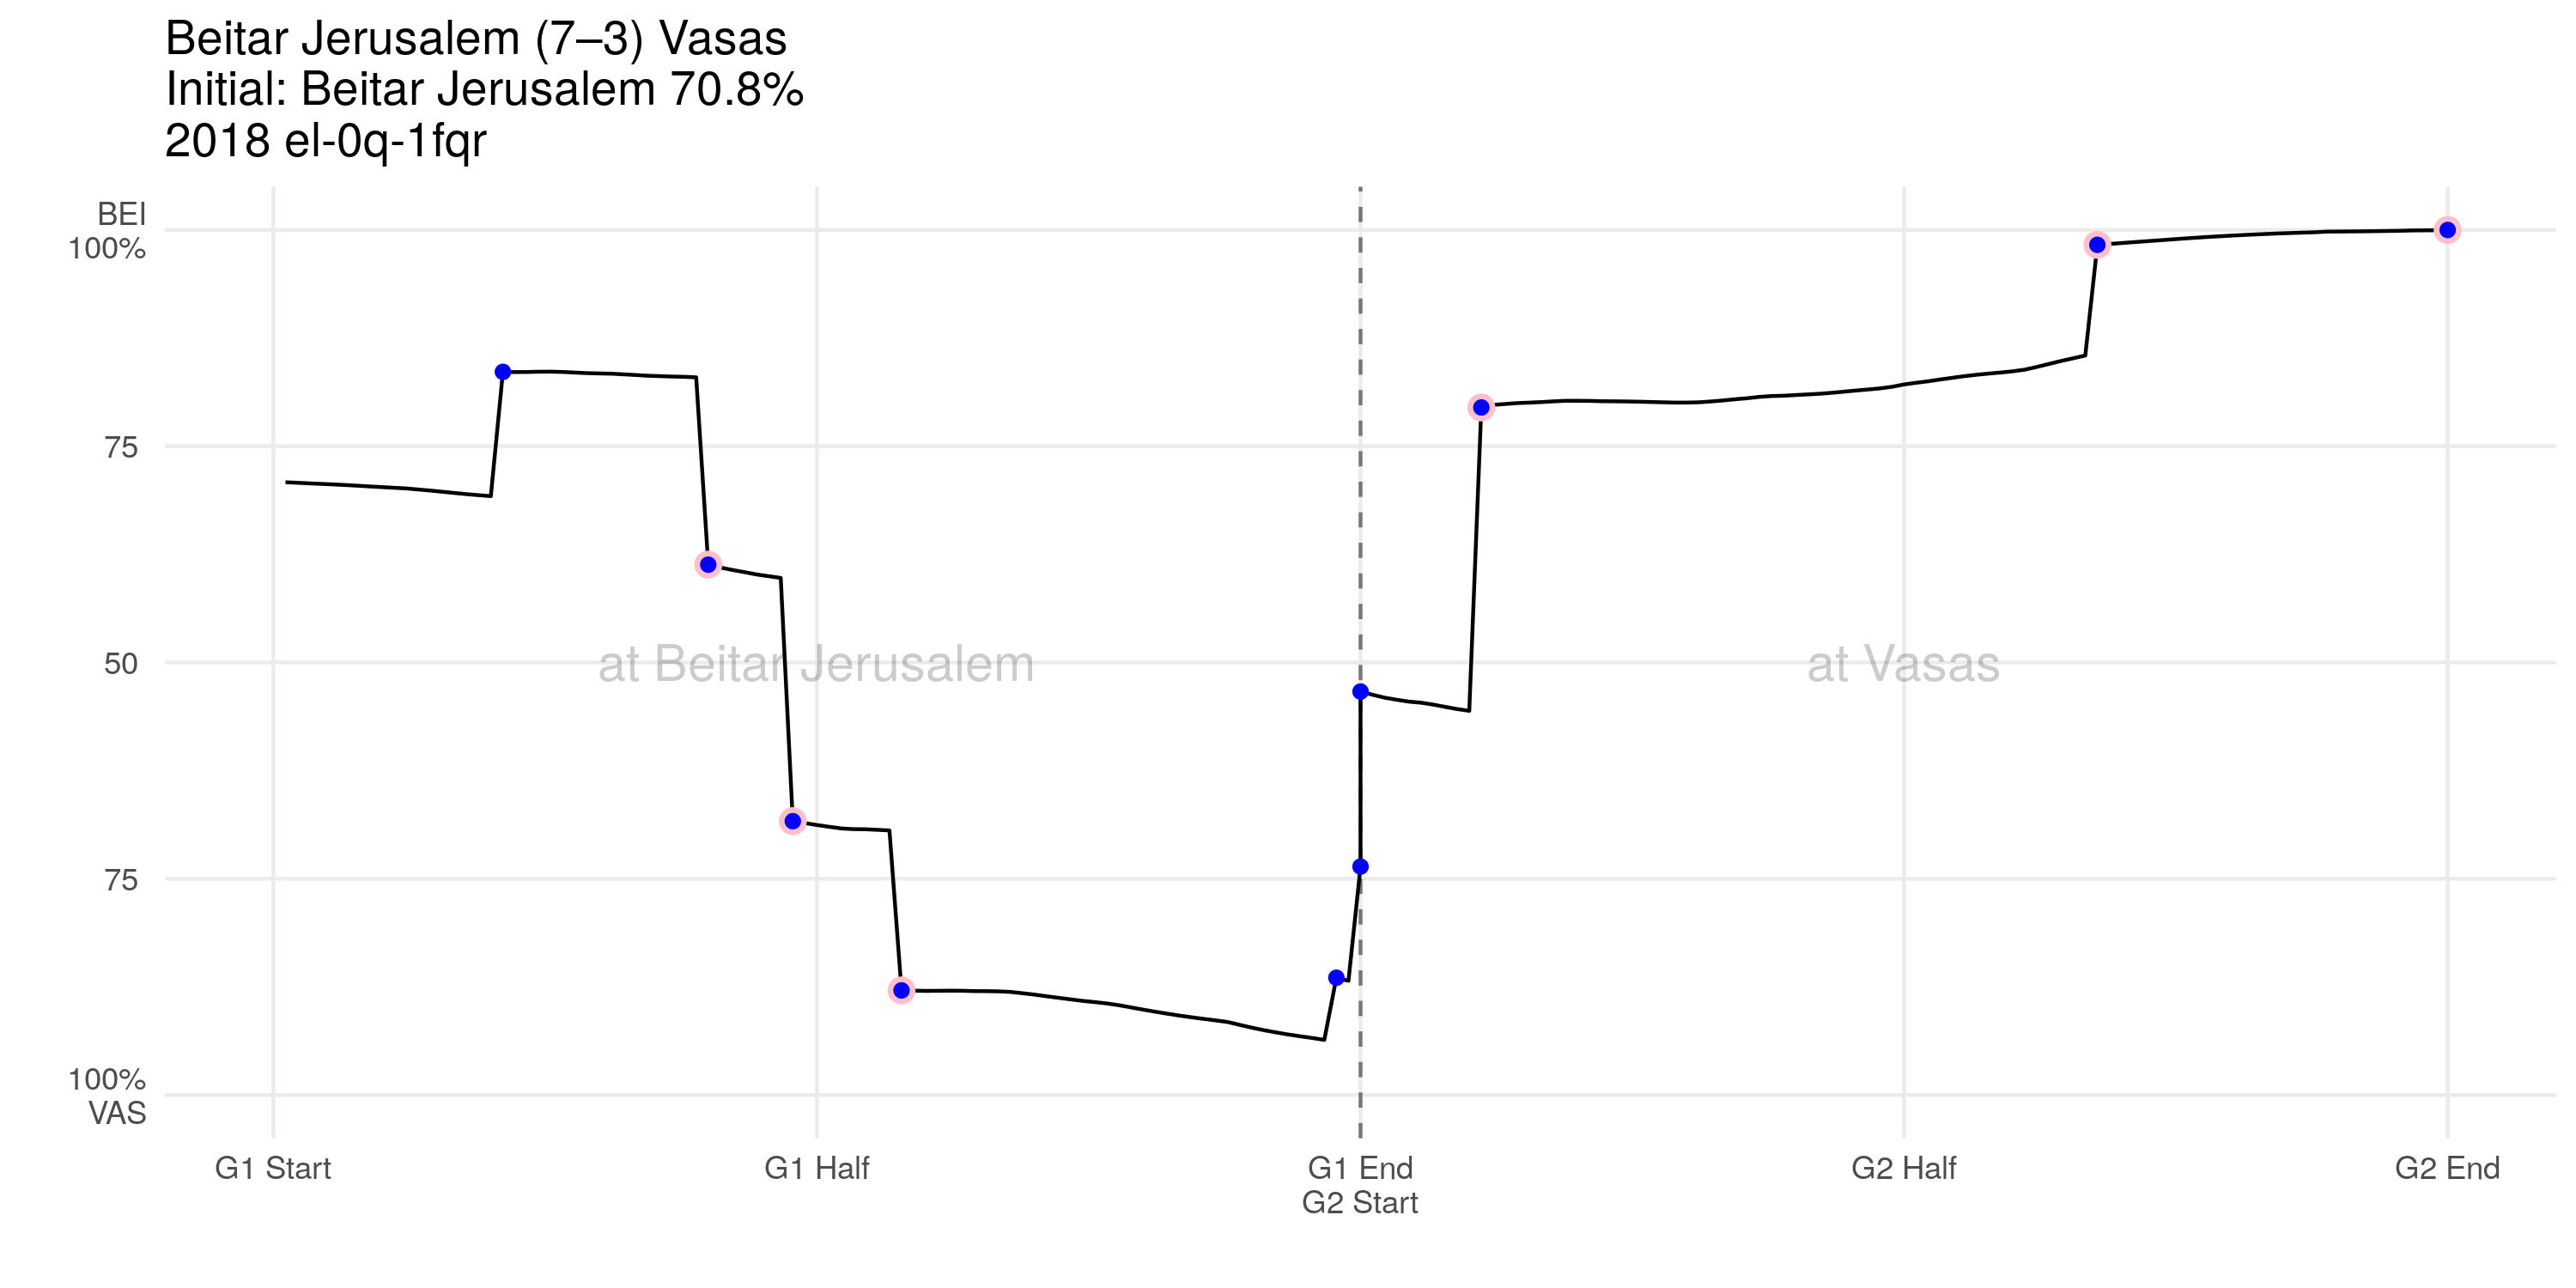 Beitar Jerusalem (7–3) Vasas
Initial: Beitar Jerusalem 70.8%
2018 el-0q-1fqr
BEI
100%
75
50
75
100%
VAS
at Beitar Jerusalem
at Vasas
G1 Start
G1 Half
G1 End
G2 Start
G2 Half
G2 End